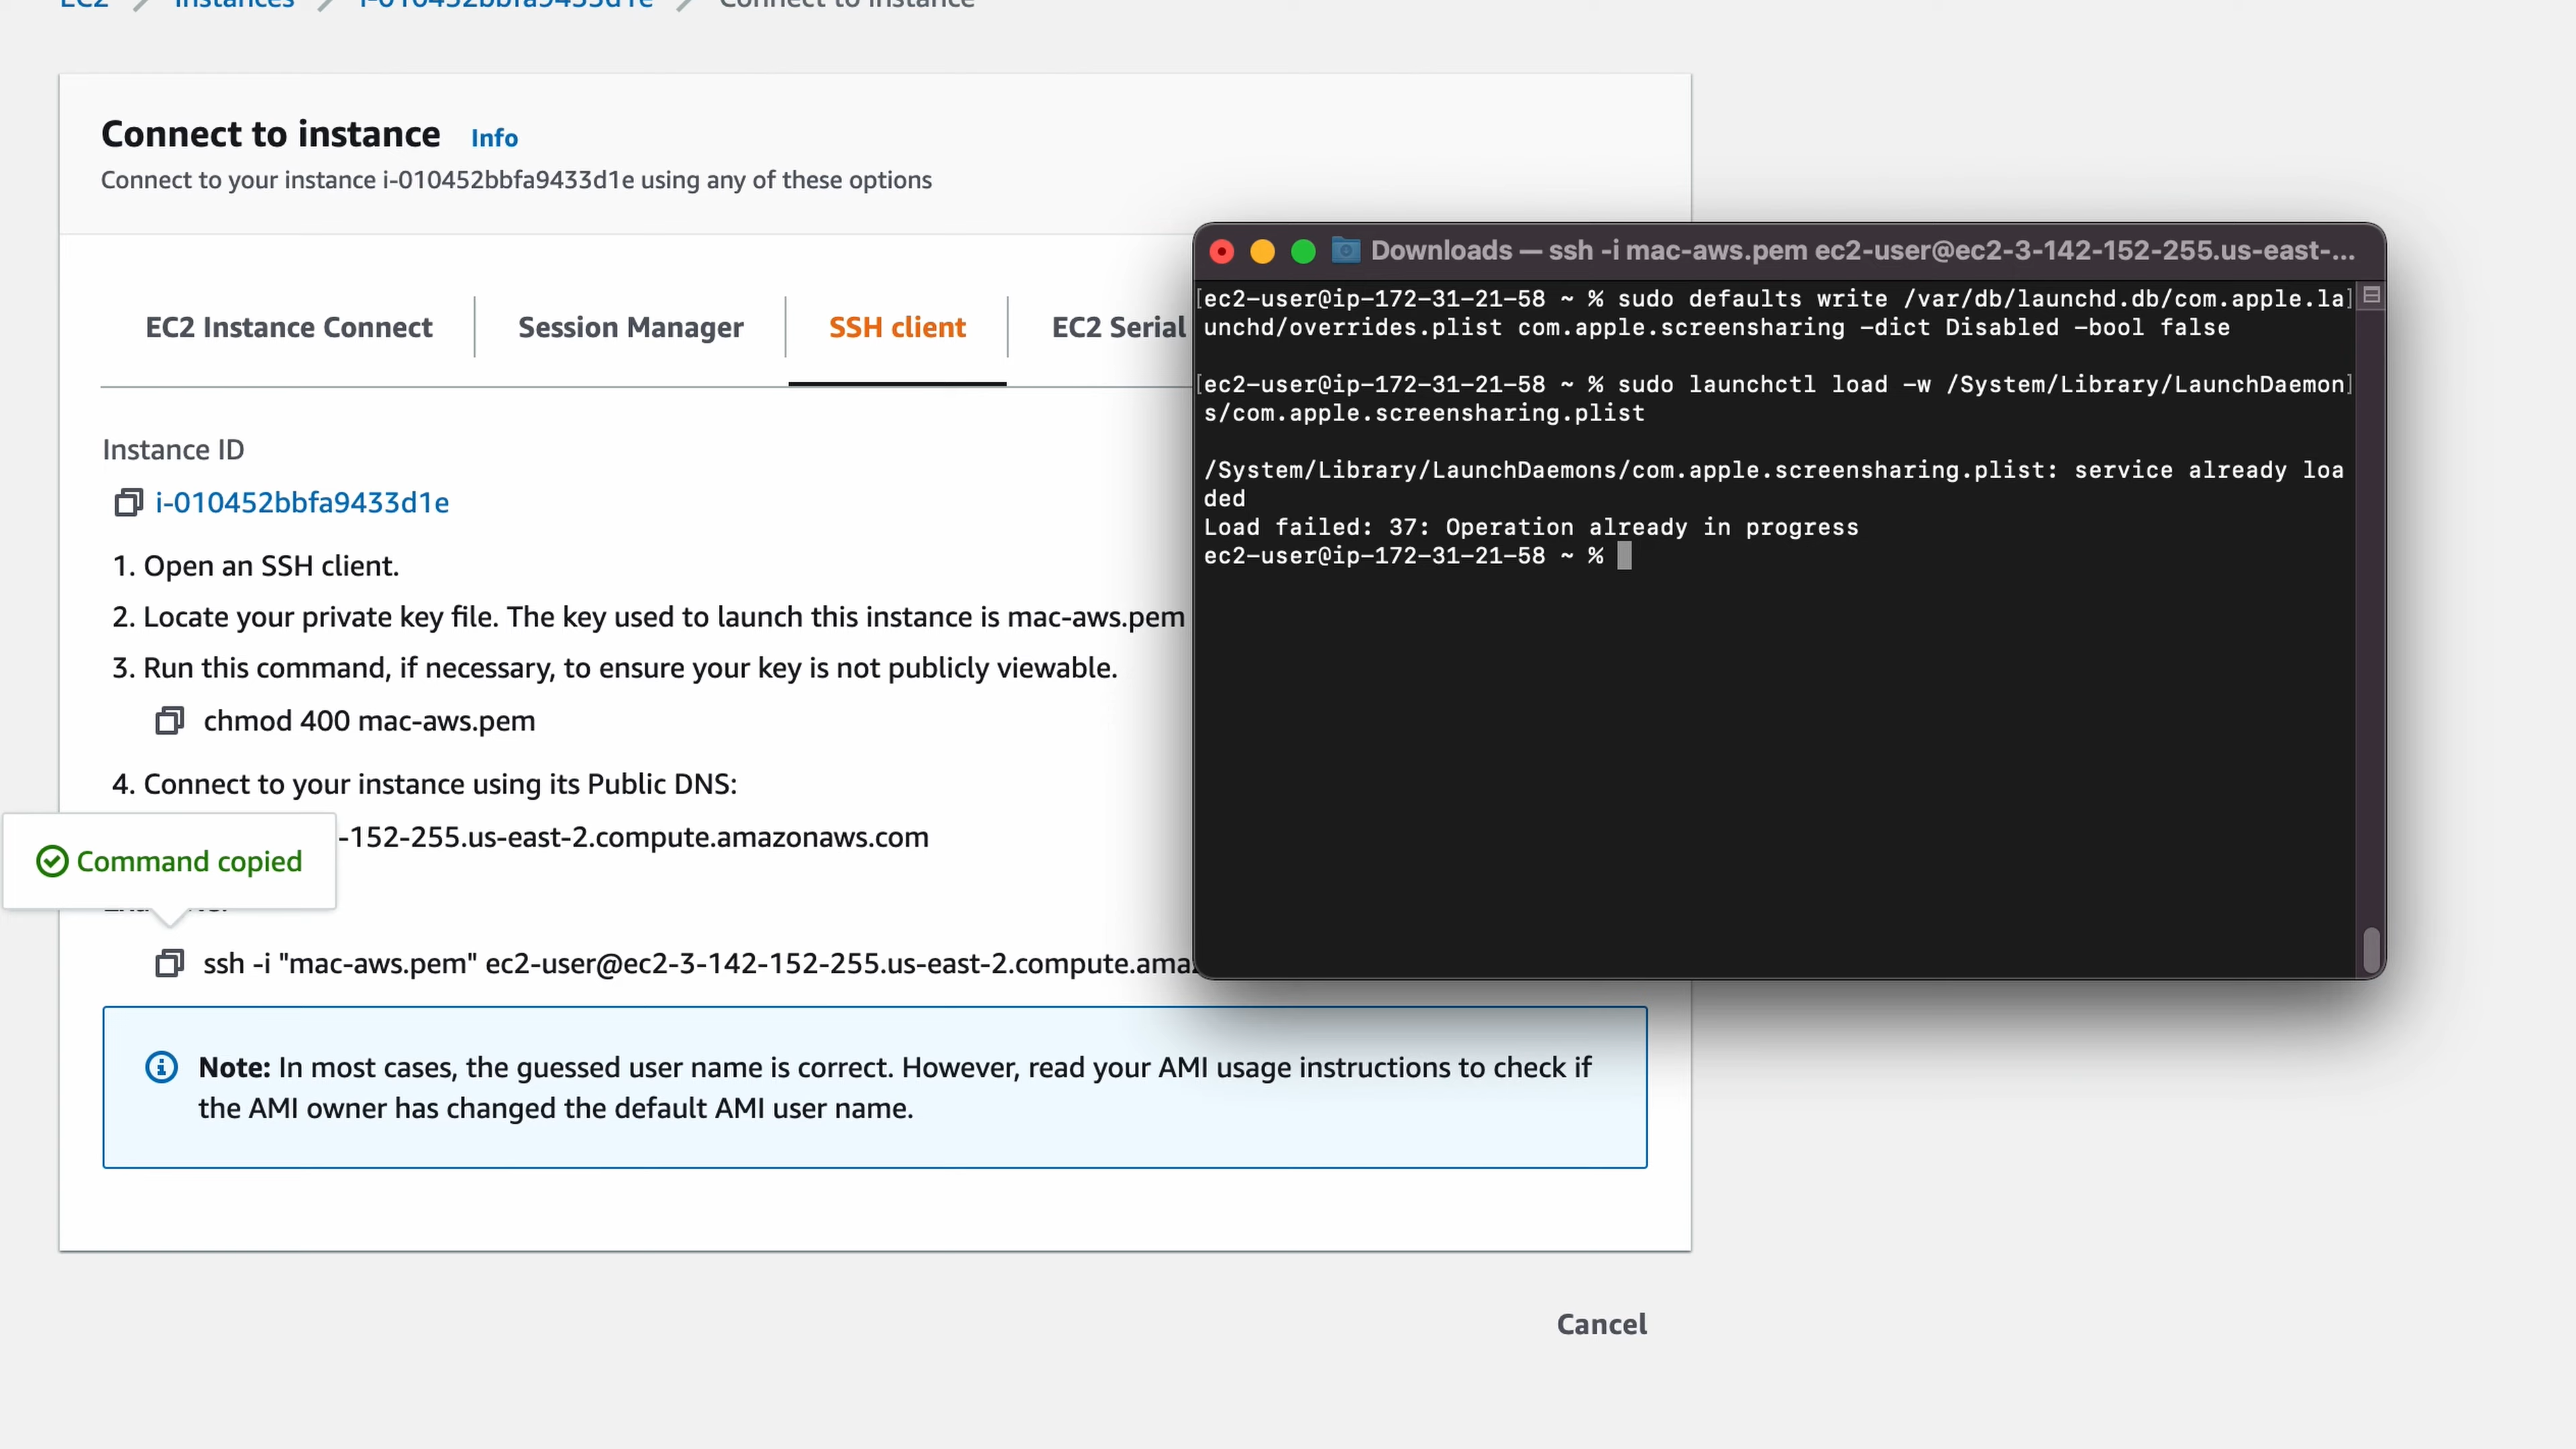 EC2 / Instances / i-010452bbfa9433d1e / Connect to instance
Connect to instance Info
Connect to your instance i-010452bbfa9433d1e using any of these options
EC2 Instance Connect
Session Manager
SSH client
EC2 Serial
Instance ID
i-010452bbfa9433d1e
1. Open an SSH client.
2. Locate your private key file. The key used to launch this instance is mac-aws.pem
3. Run this command, if necessary, to ensure your key is not publicly viewable.
chmod 400 mac-aws.pem
4. Connect to your instance using its Public DNS:
-152-255.us-east-2.compute.amazonaws.com
Command copied
ssh -i "mac-aws.pem" ec2-user@ec2-3-142-152-255.us-east-2.compute.amaz
Note: In most cases, the guessed user name is correct. However, read your AMI usage instructions to check if
the AMI owner has changed the default AMI user name.
Cancel
Downloads — ssh -i mac-aws.pem ec2-user@ec2-3-142-152-255.us-east-...
[ec2-user@ip-172-31-21-58 ~ % sudo defaults write /var/db/launchd.db/com.apple.la]
unchd/overrides.plist com.apple.screensharing -dict Disabled -bool false
[ec2-user@ip-172-31-21-58 ~ % sudo launchctl load -w /System/Library/LaunchDaemon]
s/com.apple.screensharing.plist
/System/Library/LaunchDaemons/com.apple.screensharing.plist: service already loa
ded
Load failed: 37: Operation already in progress
ec2-user@ip-172-31-21-58 ~ %